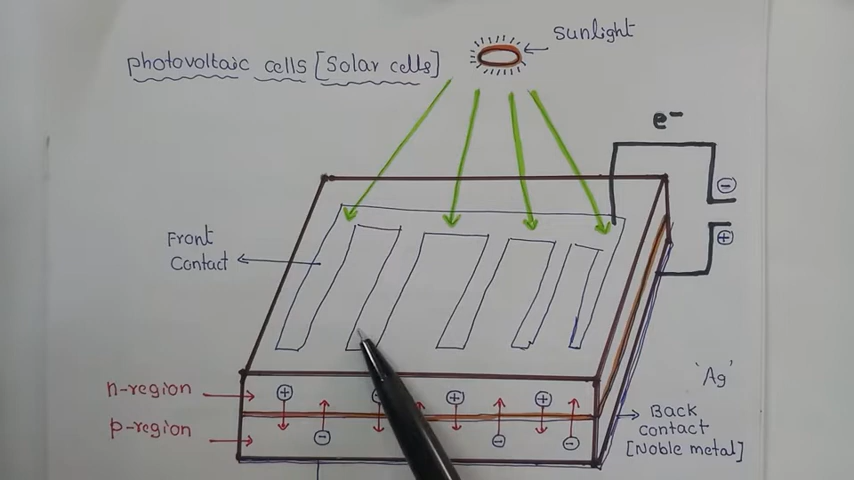 photovoltaic cells [Solar cells]
sunlight
e⁻
⊖
⊕
Front
Contact
'Ag'
n-region
⊕ ⊕ ⊕
p-region
⊖ ⊖ ⊖
Back
contact
[Noble metal]